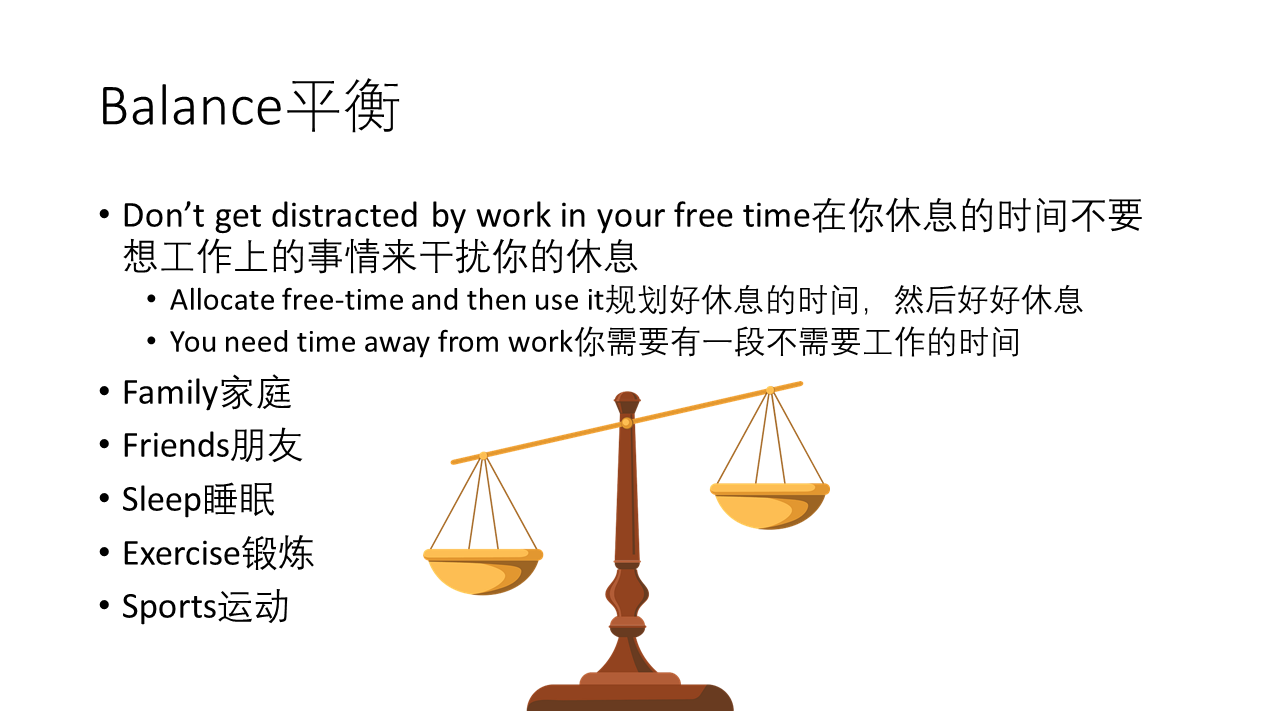 Balance平衡
• Don’t get distracted by work in your free time在你休息的时间不要
想工作上的事情来干扰你的休息
• Allocate free-time and then use it规划好休息的时间，然后好好休息
• You need time away from work你需要有一段不需要工作的时间
• Family家庭
• Friends朋友
• Sleep睡眠
• Exercise锻炼
• Sports运动